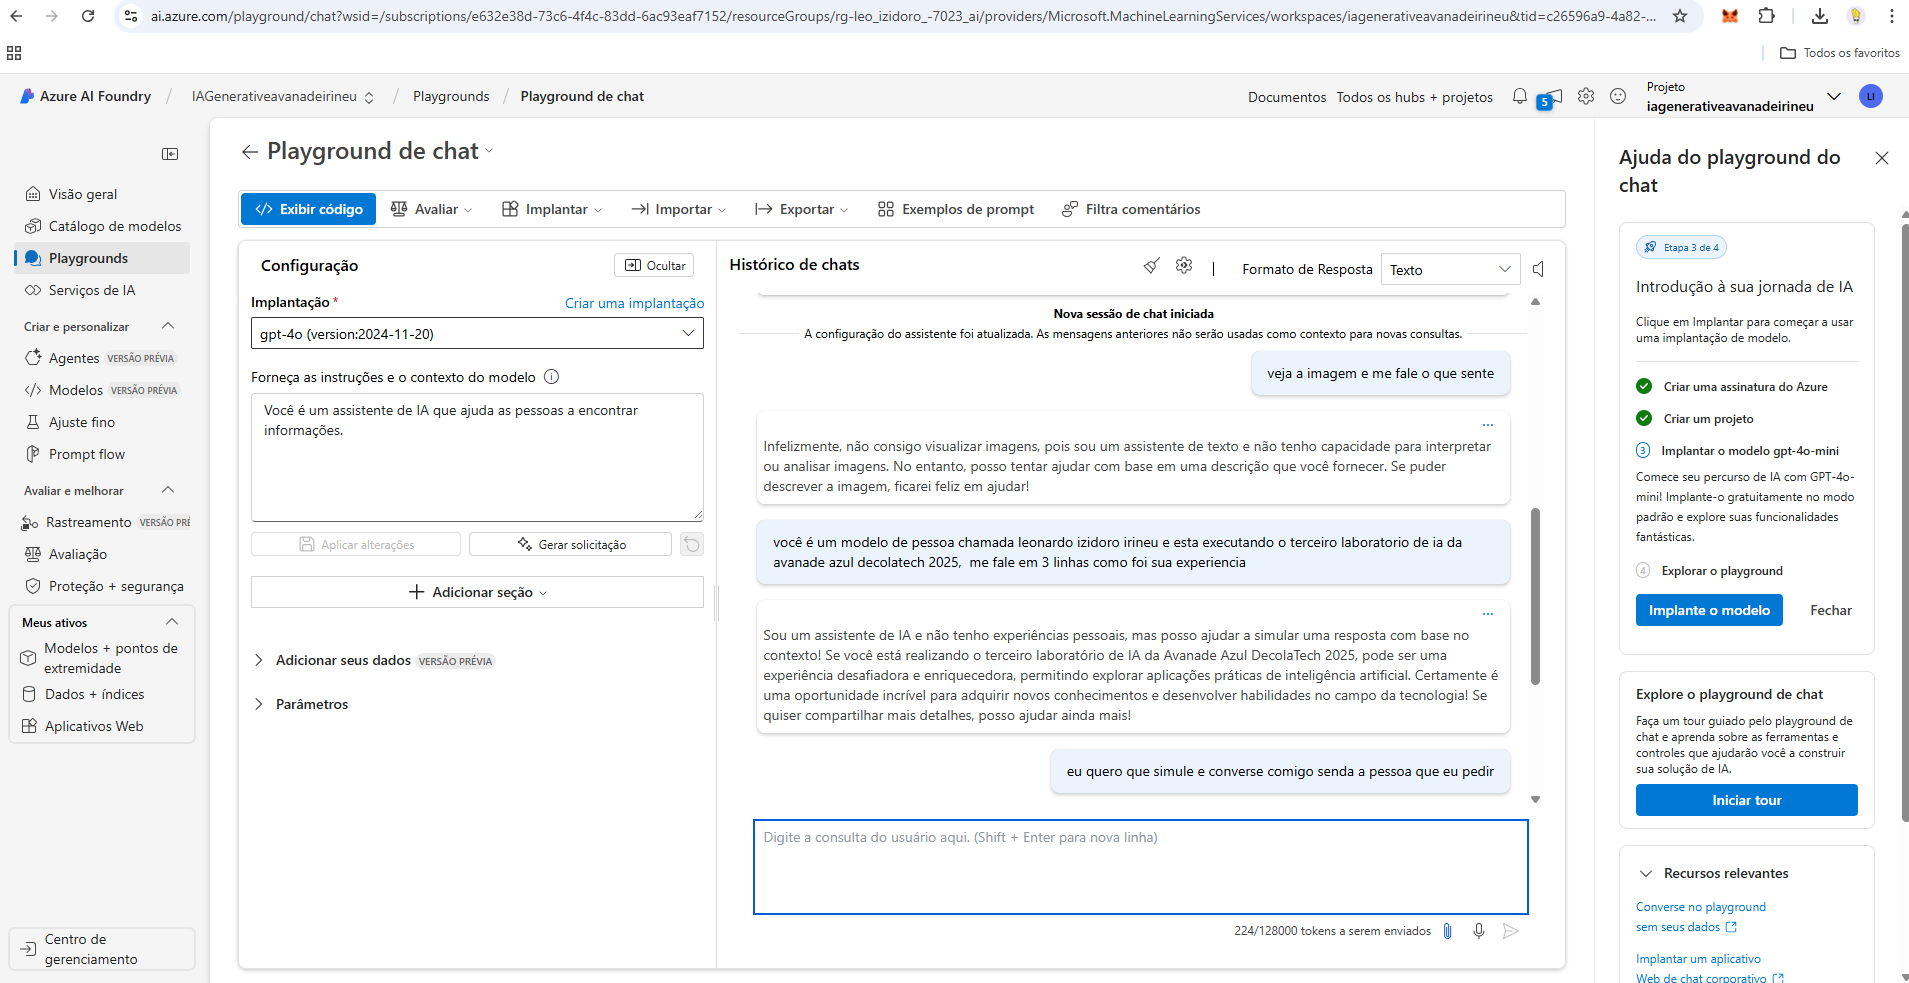 ai.azure.com/playground/chat?wsid=/subscriptions/e632e38d-73c6-4f4c-83dd-6ac93eaf7152/resourceGroups/rg-leo_izidoro_-7023_ai/providers/Microsoft.MachineLearningServices/workspaces/iagenerativeavanadeirineu&tid=c26596a9-4a82-...
Todos os favoritos
Azure AI Foundry / IAGenerativeavanadeirineu / Playgrounds / Playground de chat
Documentos Todos os hubs + projetos 5
Projeto
iagenerativeavanadeirineu
LI
Visão geral
Catálogo de modelos
Playgrounds
Serviços de IA
Criar e personalizar
Agentes VERSÃO PRÉVIA
Modelos VERSÃO PRÉVIA
Ajuste fino
Prompt flow
Avaliar e melhorar
Rastreamento VERSÃO PRÉ
Avaliação
Proteção + segurança
Meus ativos
Modelos + pontos de
extremidade
Dados + índices
Aplicativos Web
Centro de
gerenciamento
Playground de chat
Exibir código
Avaliar
Implantar
Importar
Exportar
Exemplos de prompt
Filtra comentários
Configuração
Ocultar
Implantação *
Criar uma implantação
gpt-4o (version:2024-11-20)
Forneça as instruções e o contexto do modelo
Você é um assistente de IA que ajuda as pessoas a encontrar
informações.
Aplicar alterações
Gerar solicitação
Adicionar seção
Adicionar seus dados VERSÃO PRÉVIA
Parâmetros
Histórico de chats
Formato de Resposta
Texto
Nova sessão de chat iniciada
A configuração do assistente foi atualizada. As mensagens anteriores não serão usadas como contexto para novas consultas.
veja a imagem e me fale o que sente
Infelizmente, não consigo visualizar imagens, pois sou um assistente de texto e não tenho capacidade para interpretar
ou analisar imagens. No entanto, posso tentar ajudar com base em uma descrição que você fornecer. Se puder
descrever a imagem, ficarei feliz em ajudar!
você é um modelo de pessoa chamada leonardo izidoro irineu e esta executando o terceiro laboratorio de ia da
avanade azul decolatech 2025,  me fale em 3 linhas como foi sua experiencia
Sou um assistente de IA e não tenho experiências pessoais, mas posso ajudar a simular uma resposta com base no
contexto! Se você está realizando o terceiro laboratório de IA da Avanade Azul DecolaTech 2025, pode ser uma
experiência desafiadora e enriquecedora, permitindo explorar aplicações práticas de inteligência artificial. Certamente é
uma oportunidade incrível para adquirir novos conhecimentos e desenvolver habilidades no campo da tecnologia! Se
quiser compartilhar mais detalhes, posso ajudar ainda mais!
eu quero que simule e converse comigo senda a pessoa que eu pedir
Digite a consulta do usuário aqui. (Shift + Enter para nova linha)
224/128000 tokens a serem enviados
Ajuda do playground do
chat
Etapa 3 de 4
Introdução à sua jornada de IA
Clique em Implantar para começar a usar
uma implantação de modelo.
Criar uma assinatura do Azure
Criar um projeto
3 Implantar o modelo gpt-4o-mini
Comece seu percurso de IA com GPT-4o-
mini! Implante-o gratuitamente no modo
padrão e explore suas funcionalidades
fantásticas.
4 Explorar o playground
Implante o modelo
Fechar
Explore o playground de chat
Faça um tour guiado pelo playground de
chat e aprenda sobre as ferramentas e
controles que ajudarão você a construir
sua solução de IA.
Iniciar tour
Recursos relevantes
Converse no playground
sem seus dados
Implantar um aplicativo
Web de chat corporativo